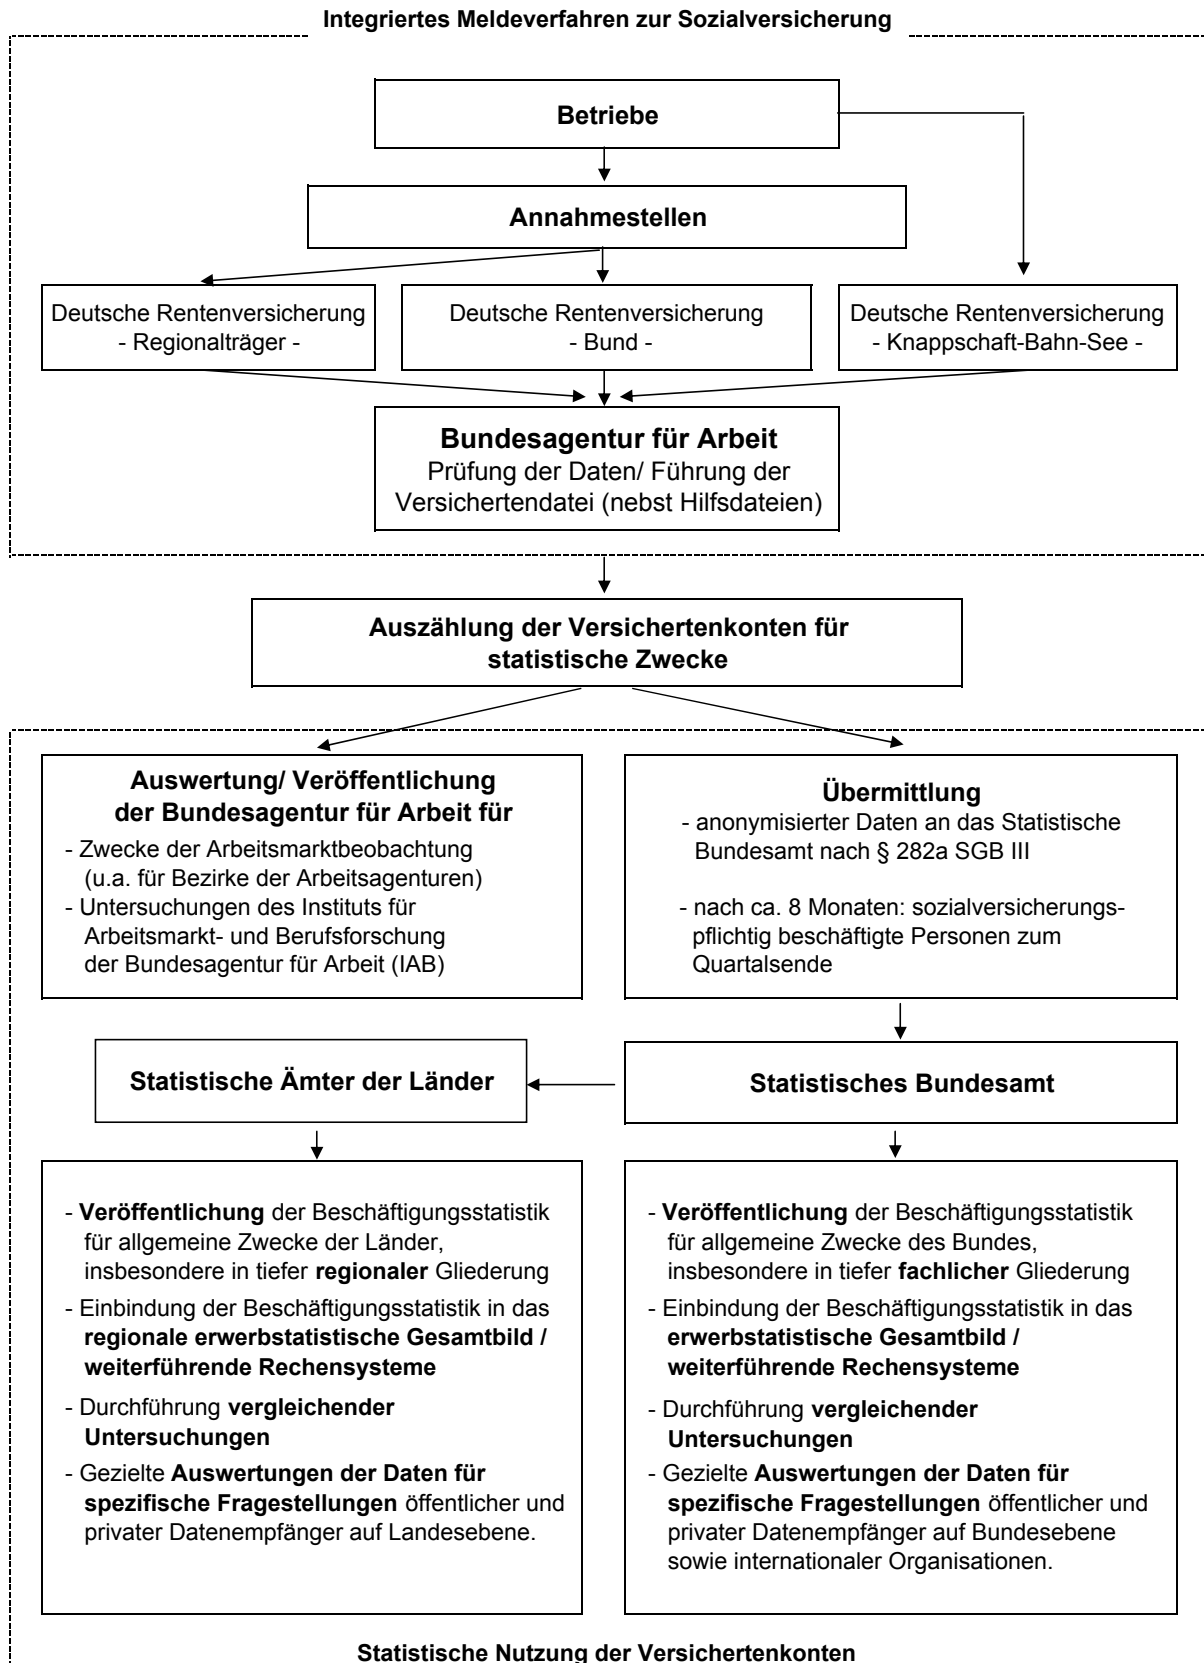 Integriertes Meldeverfahren zur Sozialversicherung
Betriebe
Annahmestellen
Deutsche Rentenversicherung
- Regionalträger -
Deutsche Rentenversicherung
- Bund -
Deutsche Rentenversicherung
- Knappschaft-Bahn-See -
Bundesagentur für Arbeit
Prüfung der Daten/ Führung der
Versichertendatei (nebst Hilfsdateien)
Auszählung der Versichertenkonten für
statistische Zwecke
Auswertung/ Veröffentlichung
der Bundesagentur für Arbeit für
- Zwecke der Arbeitsmarktbeobachtung
(u.a. für Bezirke der Arbeitsagenturen)
- Untersuchungen des Instituts für
Arbeitsmarkt- und Berufsforschung
der Bundesagentur für Arbeit (IAB)
Übermittlung
- anonymisierter Daten an das Statistische
Bundesamt nach § 282a SGB III
- nach ca. 8 Monaten: sozialversicherungs-
pflichtig beschäftigte Personen zum
Quartalsende
Statistische Ämter der Länder
Statistisches Bundesamt
- Veröffentlichung der Beschäftigungsstatistik
für allgemeine Zwecke der Länder,
insbesondere in tiefer regionaler Gliederung
- Einbindung der Beschäftigungsstatistik in das
regionale erwerbstatistische Gesamtbild /
weiterführende Rechensysteme
- Durchführung vergleichender
Untersuchungen
- Gezielte Auswertungen der Daten für
spezifische Fragestellungen öffentlicher und
privater Datenempfänger auf Landesebene.
- Veröffentlichung der Beschäftigungsstatistik
für allgemeine Zwecke des Bundes,
insbesondere in tiefer fachlicher Gliederung
- Einbindung der Beschäftigungsstatistik in das
erwerbstatistische Gesamtbild /
weiterführende Rechensysteme
- Durchführung vergleichender
Untersuchungen
- Gezielte Auswertungen der Daten für
spezifische Fragestellungen öffentlicher und
privater Datenempfänger auf Bundesebene
sowie internationaler Organisationen.
Statistische Nutzung der Versichertenkonten